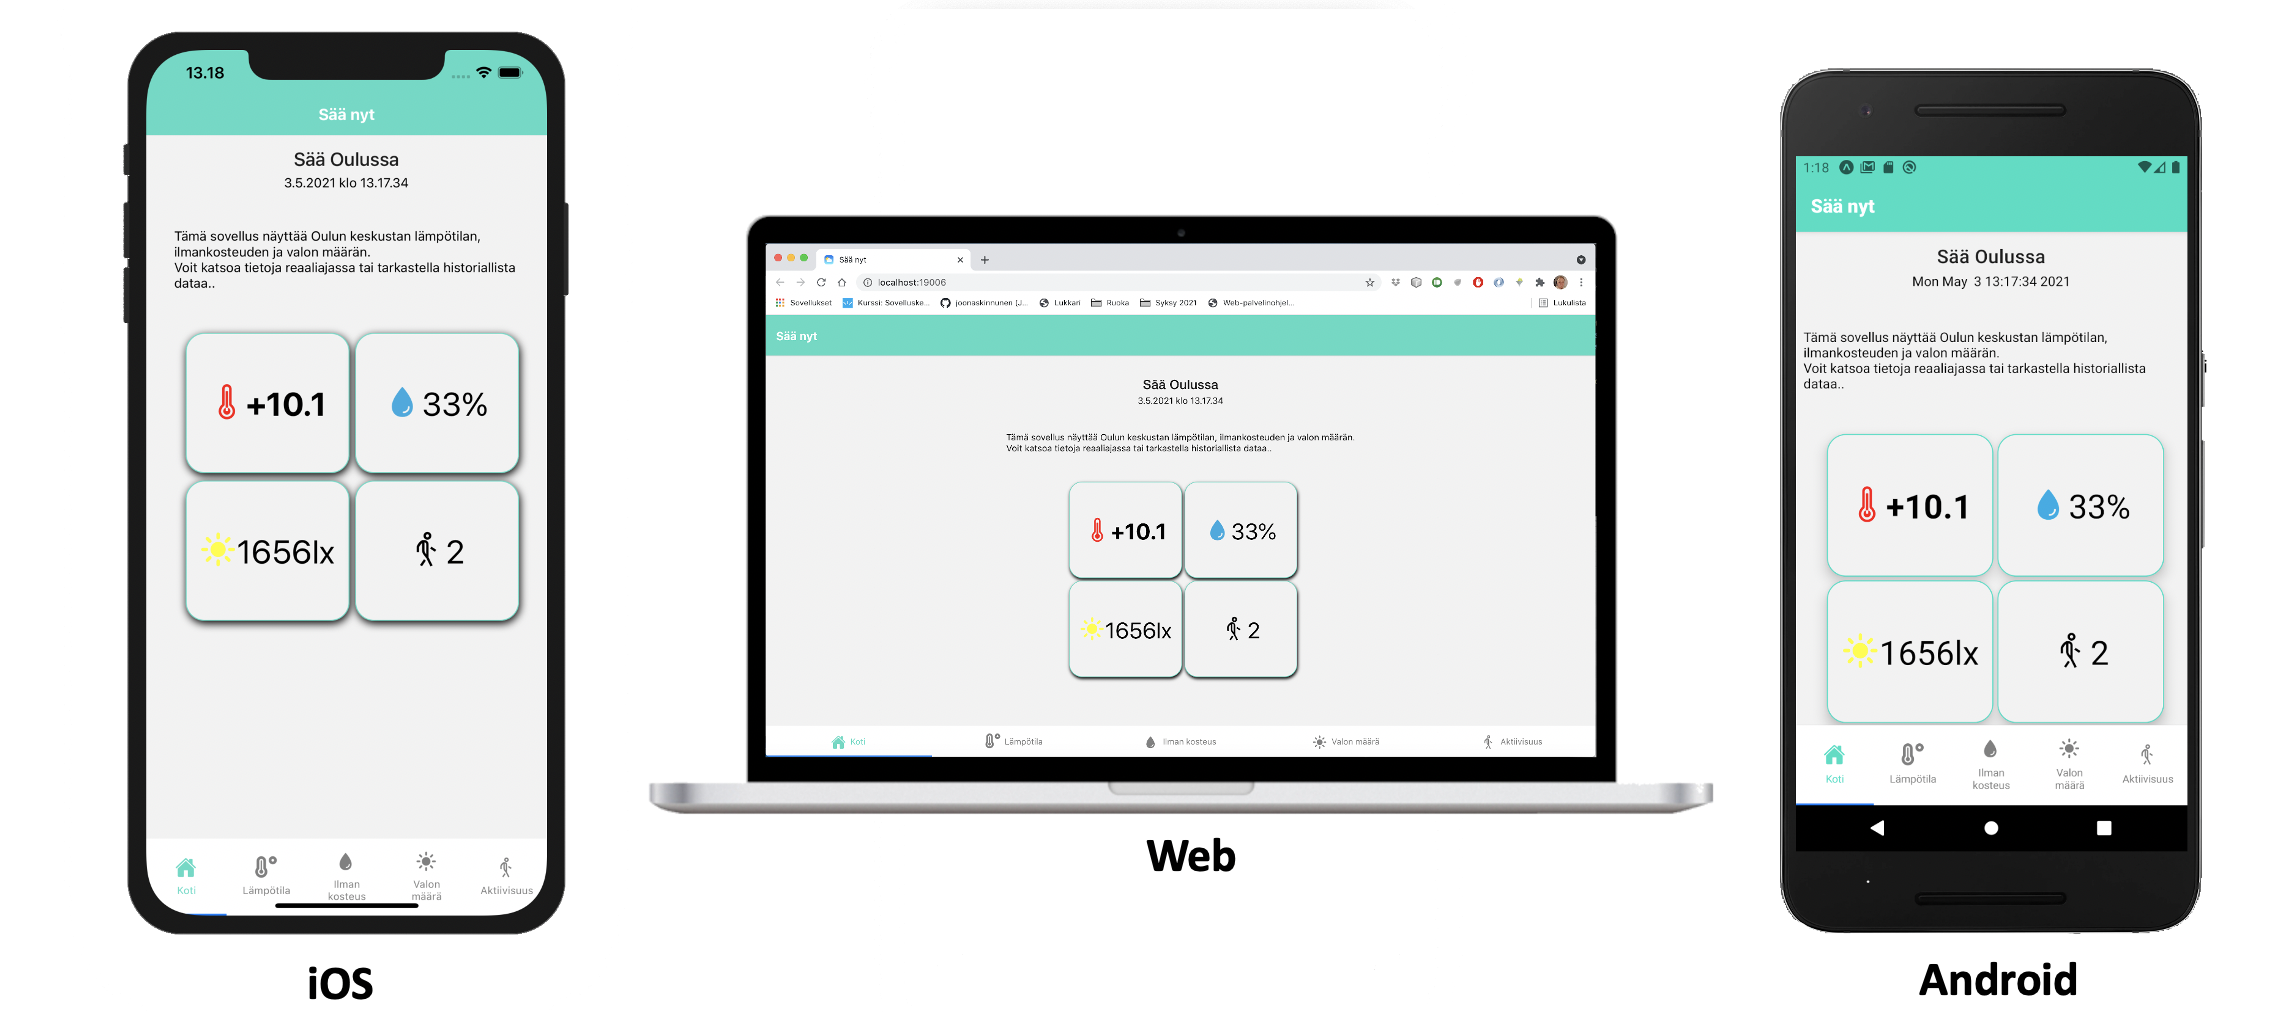 13.18
Sää nyt
Sää Oulussa
3.5.2021 klo 13.17.34
Tämä sovellus näyttää Oulun keskustan lämpötilan,
ilmankosteuden ja valon määrän.
Voit katsoa tietoja reaaliajassa tai tarkastella historiallista
dataa..
+10.1
33%
1656lx
2
Koti
Lämpötila
Ilman
kosteus
Valon
määrä
Aktiivisuus
iOS
Sää nyt
localhost:19006
Sovellukset
Kurssi: Sovelluske...
joonaskinnunen (J...
Lukkari
Ruoka
Syksy 2021
Web-palvelinohjel...
Lukulista
Sää nyt
Sää Oulussa
3.5.2021 klo 13.17.34
Tämä sovellus näyttää Oulun keskustan lämpötilan, ilmankosteuden ja valon määrän.
Voit katsoa tietoja reaaliajassa tai tarkastella historiallista dataa..
+10.1
33%
1656lx
2
Koti
Lämpötila
Ilman kosteus
Valon määrä
Aktiivisuus
Web
1:18
Sää nyt
Sää Oulussa
Mon May 3 13:17:34 2021
Tämä sovellus näyttää Oulun keskustan lämpötilan,
ilmankosteuden ja valon määrän.
Voit katsoa tietoja reaaliajassa tai tarkastella historiallista
dataa..
+10.1
33%
1656lx
2
Koti
Lämpötila
Ilman
kosteus
Valon
määrä
Aktiivisuus
Android